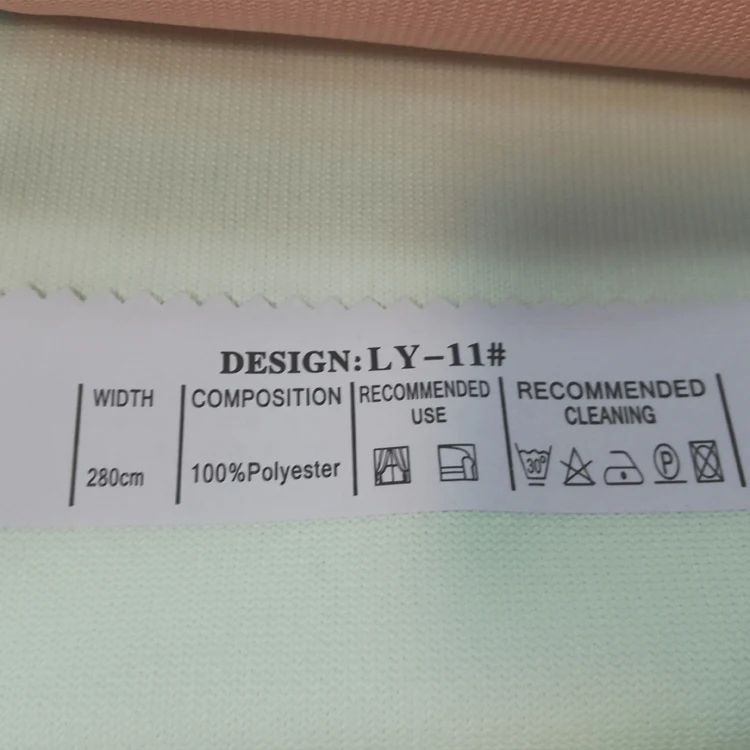 DESIGN:LY-11#
WIDTH
280cm
COMPOSITION
100%Polyester
RECOMMENDED
USE
RECOMMENDED
CLEANING
30°
P